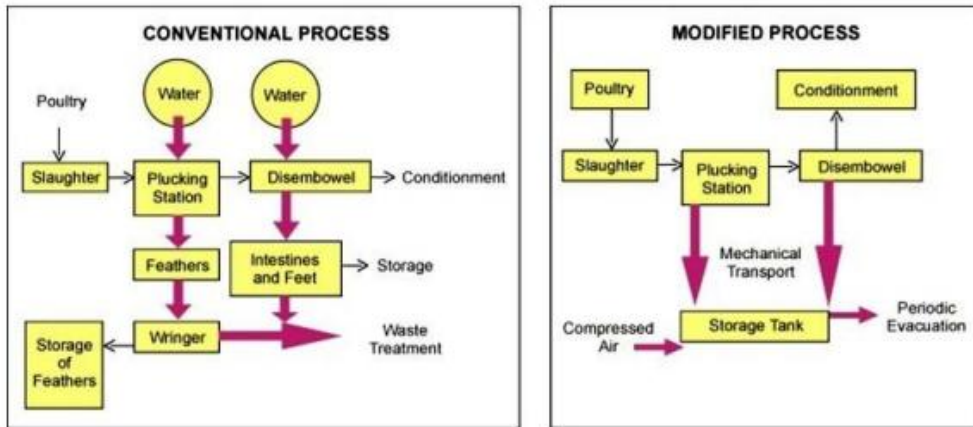 CONVENTIONAL PROCESS
Poultry
Water
Water
Slaughter
Plucking
Station
Disembowel
Conditionment
Feathers
Intestines
and Feet
Storage
Wringer
Waste
Treatment
Storage
of
Feathers
MODIFIED PROCESS
Poultry
Conditionment
Slaughter
Plucking
Station
Disembowel
Mechanical
Transport
Compressed
Air
Storage Tank
Periodic
Evacuation